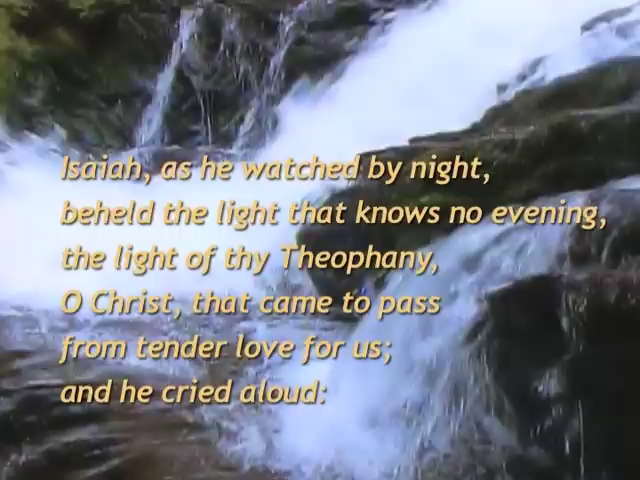 Isaiah, as he watched by night,
beheld the light that knows no evening,
the light of thy Theophany,
O Christ, that came to pass
from tender love for us;
and he cried aloud: